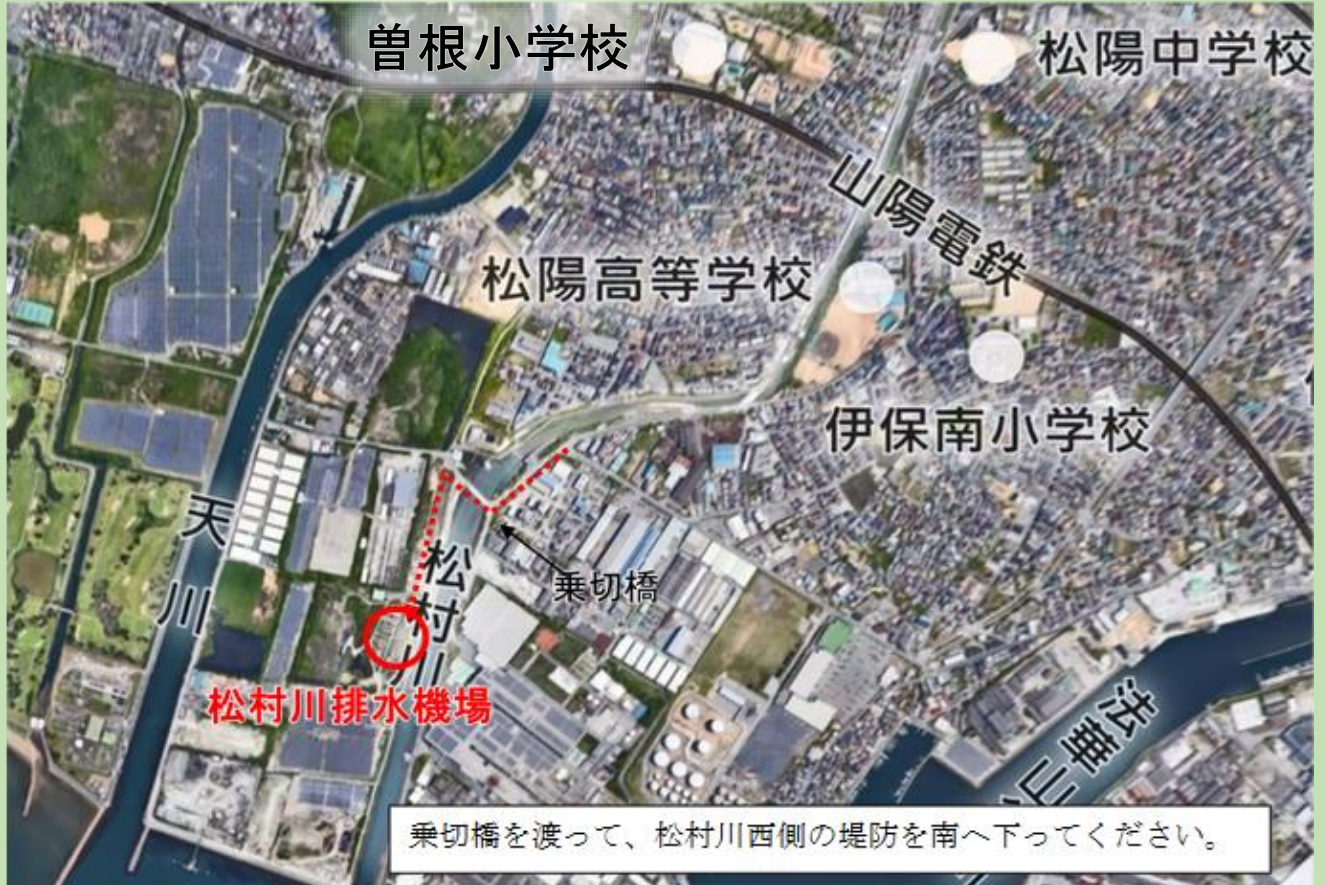 曽根小学校
松陽中学校
山陽電鉄
松陽高等学校
伊保南小学校
天川
松村川
乗切橋
松村川排水機場
法華山
乗切橋を渡って、松村川西側の堤防を南へ下ってください。